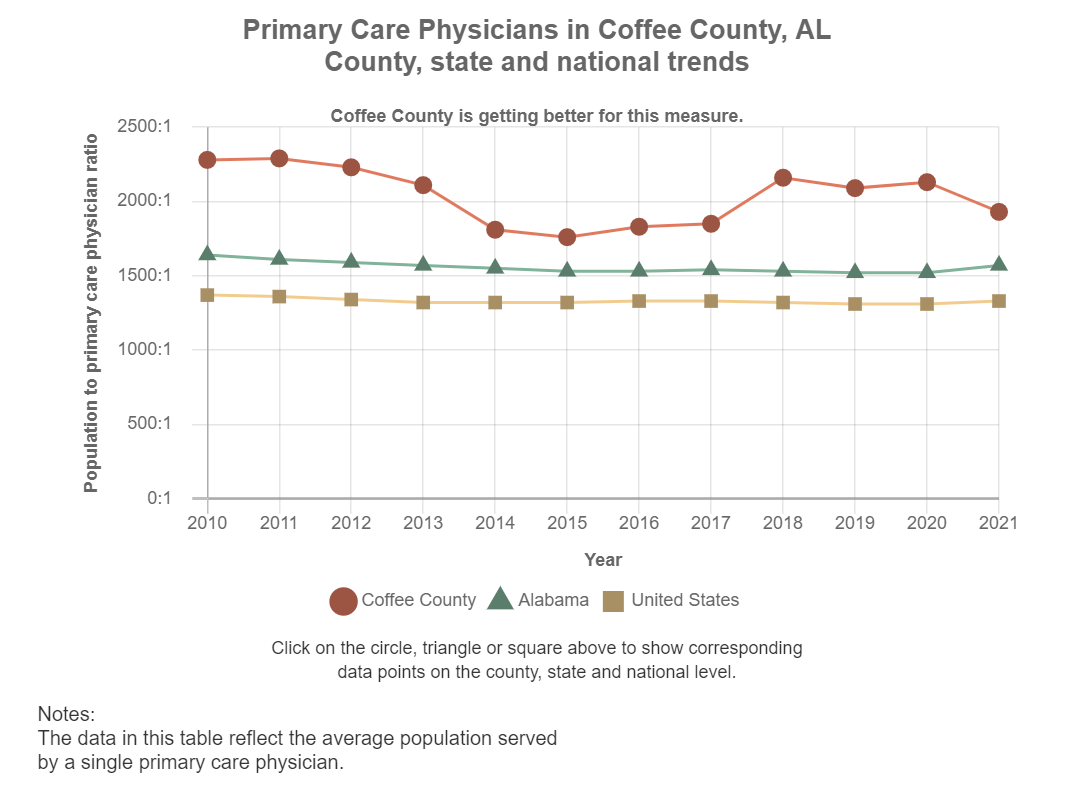 Primary Care Physicians in Coffee County, AL
County, state and national trends
Coffee County is getting better for this measure.
Population to primary care physician ratio
2500:1
2000:1
1500:1
1000:1
500:1
0:1
2010 2011 2012 2013 2014 2015 2016 2017 2018 2019 2020 2021
Year
Coffee County Alabama United States
Click on the circle, triangle or square above to show corresponding
data points on the county, state and national level.
Notes:
The data in this table reflect the average population served
by a single primary care physician.